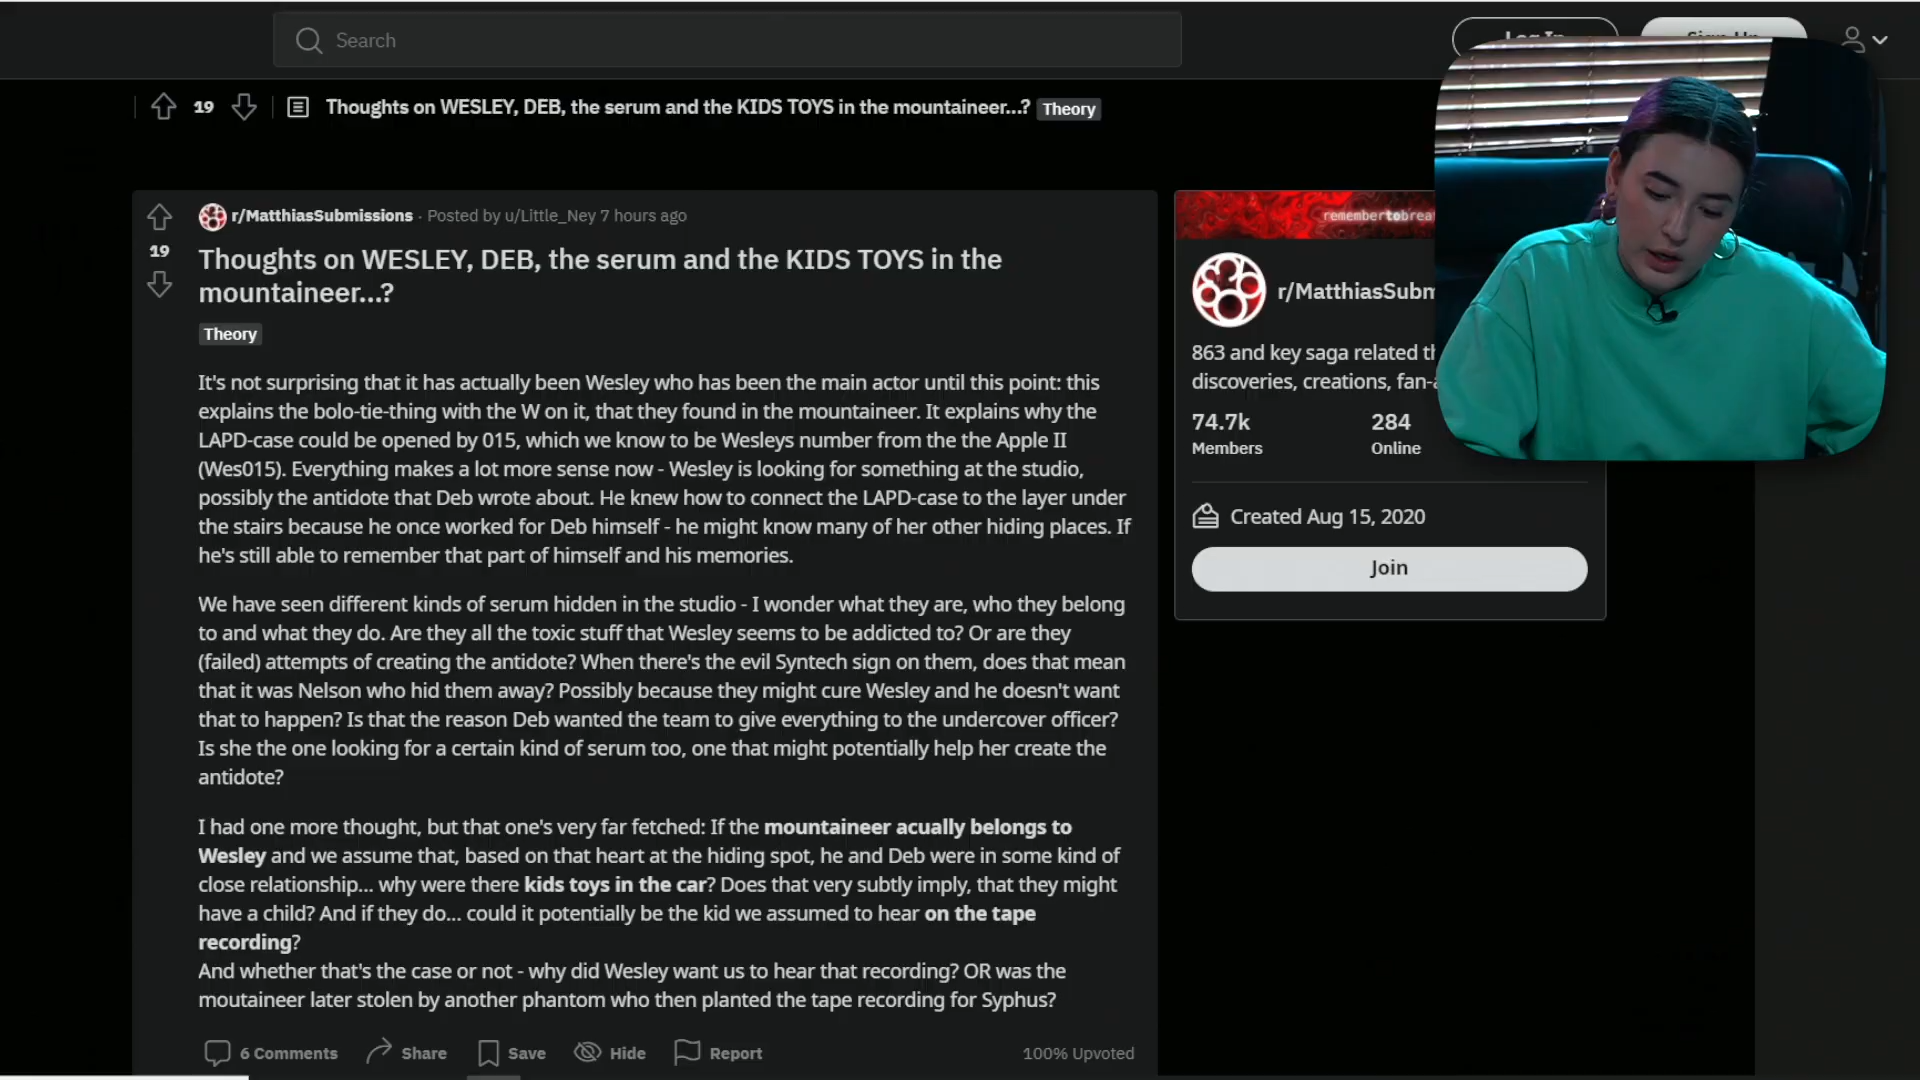 Search
Log In
Sign Up
19
Thoughts on WESLEY, DEB, the serum and the KIDS TOYS in the mountaineer...? Theory
r/MatthiasSubmissions · Posted by u/Little_Ney 7 hours ago
19
Thoughts on WESLEY, DEB, the serum and the KIDS TOYS in the
mountaineer...?
Theory
It's not surprising that it has actually been Wesley who has been the main actor until this point: this
explains the bolo-tie-thing with the W on it, that they found in the mountaineer. It explains why the
LAPD-case could be opened by 015, which we know to be Wesleys number from the the Apple II
(Wes015). Everything makes a lot more sense now - Wesley is looking for something at the studio,
possibly the antidote that Deb wrote about. He knew how to connect the LAPD-case to the layer under
the stairs because he once worked for Deb himself - he might know many of her other hiding places. If
he's still able to remember that part of himself and his memories.
We have seen different kinds of serum hidden in the studio - I wonder what they are, who they belong
to and what they do. Are they all the toxic stuff that Wesley seems to be addicted to? Or are they
(failed) attempts of creating the antidote? When there's the evil Syntech sign on them, does that mean
that it was Nelson who hid them away? Possibly because they might cure Wesley and he doesn't want
that to happen? Is that the reason Deb wanted the team to give everything to the undercover officer?
Is she the one looking for a certain kind of serum too, one that might potentially help her create the
antidote?
I had one more thought, but that one's very far fetched: If the mountaineer acually belongs to
Wesley and we assume that, based on that heart at the hiding spot, he and Deb were in some kind of
close relationship... why were there kids toys in the car? Does that very subtly imply, that they might
have a child? And if they do... could it potentially be the kid we assumed to hear on the tape
recording?
And whether that's the case or not - why did Wesley want us to hear that recording? OR was the
moutaineer later stolen by another phantom who then planted the tape recording for Syphus?
6 Comments Share Save Hide Report 100% Upvoted
remembertobrea
r/MatthiasSubm
863 and key saga related th
discoveries, creations, fan-a
74.7k 284
Members Online
Created Aug 15, 2020
Join